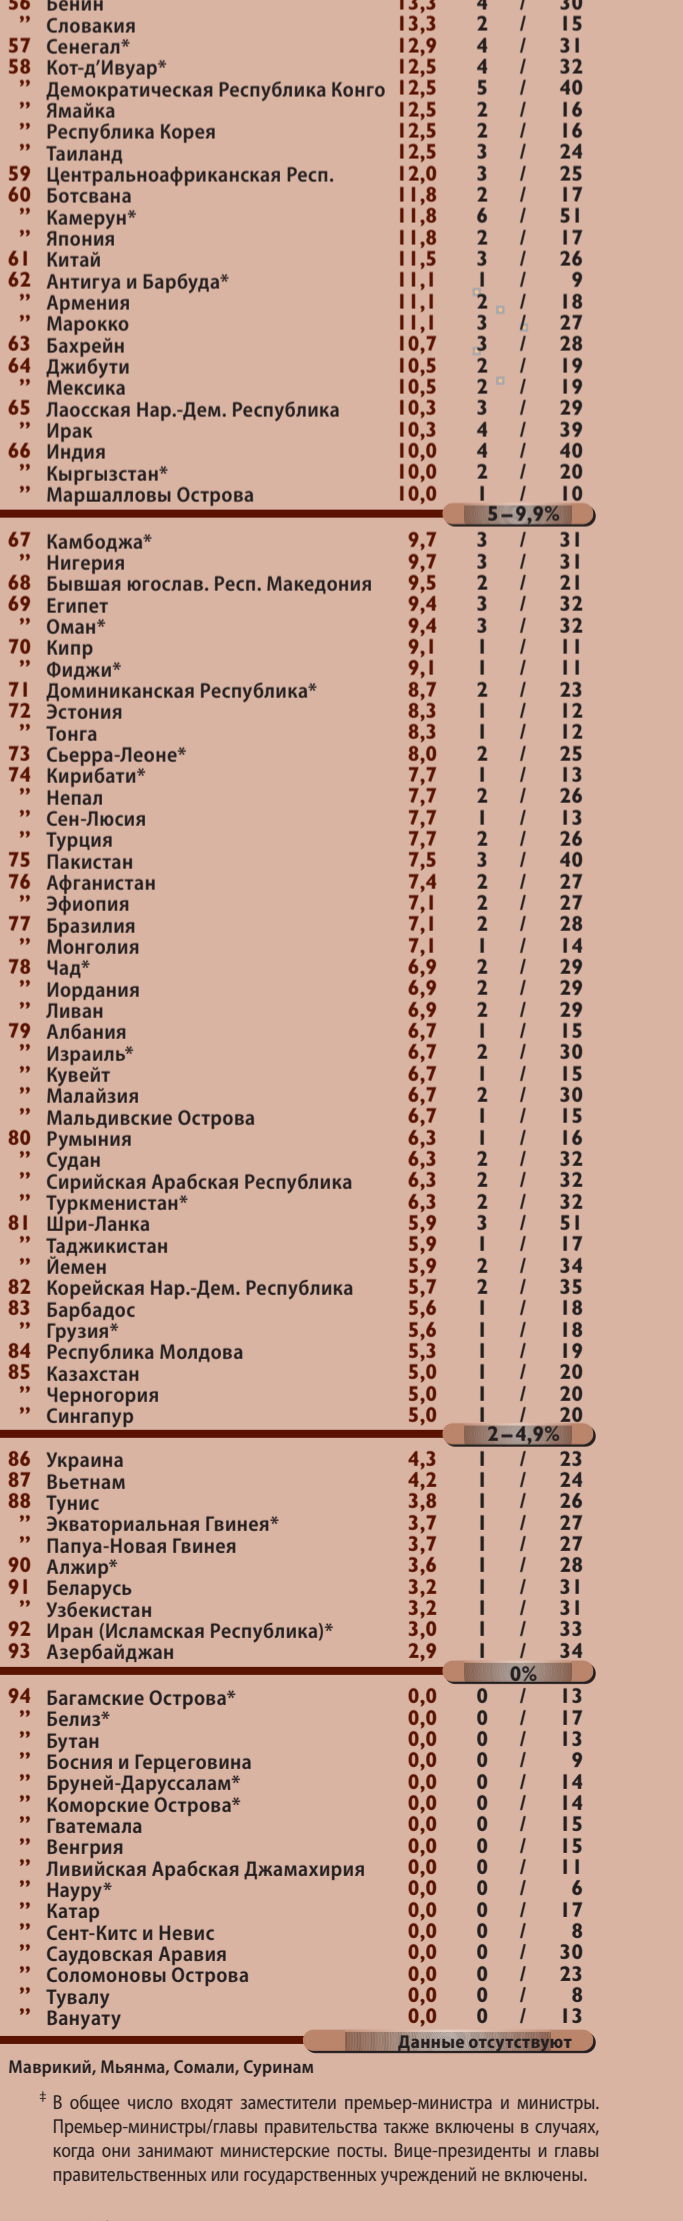 56 Бенин 13,3 4 / 30
” Словакия 13,3 2 / 15
57 Сенегал* 12,9 4 / 31
58 Кот-д’Ивуар* 12,5 4 / 32
” Демократическая Республика Конго 12,5 5 / 40
” Ямайка 12,5 2 / 16
” Республика Корея 12,5 2 / 16
” Таиланд 12,5 3 / 24
59 Центральноафриканская Респ. 12,0 3 / 25
60 Ботсвана 11,8 2 / 17
” Камерун* 11,8 6 / 51
” Япония 11,8 2 / 17
61 Китай 11,5 3 / 26
62 Антигуа и Барбуда* 11,1 1 / 9
” Армения 11,1 2 / 18
” Марокко 11,1 3 / 27
63 Бахрейн 10,7 3 / 28
64 Джибути 10,5 2 / 19
” Мексика 10,5 2 / 19
65 Лаосская Нар.-Дем. Республика 10,3 3 / 29
” Ирак 10,3 4 / 39
66 Индия 10,0 4 / 40
” Кыргызстан* 10,0 2 / 20
” Маршалловы Острова 10,0 1 / 10
5–9,9%
67 Камбоджа* 9,7 3 / 31
” Нигерия 9,7 3 / 31
68 Бывшая югослав. Респ. Македония 9,5 2 / 21
69 Египет 9,4 3 / 32
” Оман* 9,4 3 / 32
70 Кипр 9,1 1 / 11
” Фиджи* 9,1 1 / 11
71 Доминиканская Республика* 8,7 2 / 23
72 Эстония 8,3 1 / 12
” Тонга 8,3 1 / 12
73 Сьерра-Леоне* 8,0 2 / 25
74 Кирибати* 7,7 1 / 13
” Непал 7,7 2 / 26
” Сен-Люсия 7,7 1 / 13
” Турция 7,7 2 / 26
75 Пакистан 7,5 3 / 40
76 Афганистан 7,4 2 / 27
” Эфиопия 7,1 2 / 27
77 Бразилия 7,1 2 / 28
” Монголия 7,1 1 / 14
78 Чад* 6,9 2 / 29
” Иордания 6,9 2 / 29
” Ливан 6,9 2 / 29
79 Албания 6,7 1 / 15
” Израиль* 6,7 2 / 30
” Кувейт 6,7 1 / 15
” Малайзия 6,7 2 / 30
” Мальдивские Острова 6,7 1 / 15
80 Румыния 6,3 1 / 16
” Судан 6,3 2 / 32
” Сирийская Арабская Республика 6,3 2 / 32
” Туркменистан* 6,3 2 / 32
81 Шри-Ланка 5,9 3 / 51
” Таджикистан 5,9 1 / 17
” Йемен 5,9 2 / 34
82 Корейская Нар.-Дем. Республика 5,7 2 / 35
83 Барбадос 5,6 1 / 18
” Грузия* 5,6 1 / 18
84 Республика Молдова 5,3 1 / 19
85 Казахстан 5,0 1 / 20
” Черногория 5,0 1 / 20
” Сингапур 5,0 1 / 20
2–4,9%
86 Украина 4,3 1 / 23
87 Вьетнам 4,2 1 / 24
88 Тунис 3,8 1 / 26
” Экваториальная Гвинея* 3,7 1 / 27
” Папуа-Новая Гвинея 3,7 1 / 27
90 Алжир* 3,6 1 / 28
91 Беларусь 3,2 1 / 31
” Узбекистан 3,2 1 / 31
92 Иран (Исламская Республика)* 3,0 1 / 33
93 Азербайджан 2,9 1 / 34
0%
94 Багамские Острова* 0,0 0 / 13
” Белиз* 0,0 0 / 17
” Бутан 0,0 0 / 13
” Босния и Герцеговина 0,0 0 / 9
” Бруней-Даруссалам* 0,0 0 / 14
” Коморские Острова* 0,0 0 / 14
” Гватемала 0,0 0 / 15
” Венгрия 0,0 0 / 15
” Ливийская Арабская Джамахирия 0,0 0 / 11
” Науру* 0,0 0 / 6
” Катар 0,0 0 / 17
” Сент-Китс и Невис 0,0 0 / 8
” Саудовская Аравия 0,0 0 / 30
” Соломоновы Острова 0,0 0 / 23
” Тувалу 0,0 0 / 8
” Вануату 0,0 0 / 13
Данные отсутствуют
Маврикий, Мьянма, Сомали, Суринам
‡ В общее число входят заместители премьер-министра и министры.
Премьер-министры/главы правительства также включены в случаях,
когда они занимают министерские посты. Вице-президенты и главы
правительственных или государственных учреждений не включены.